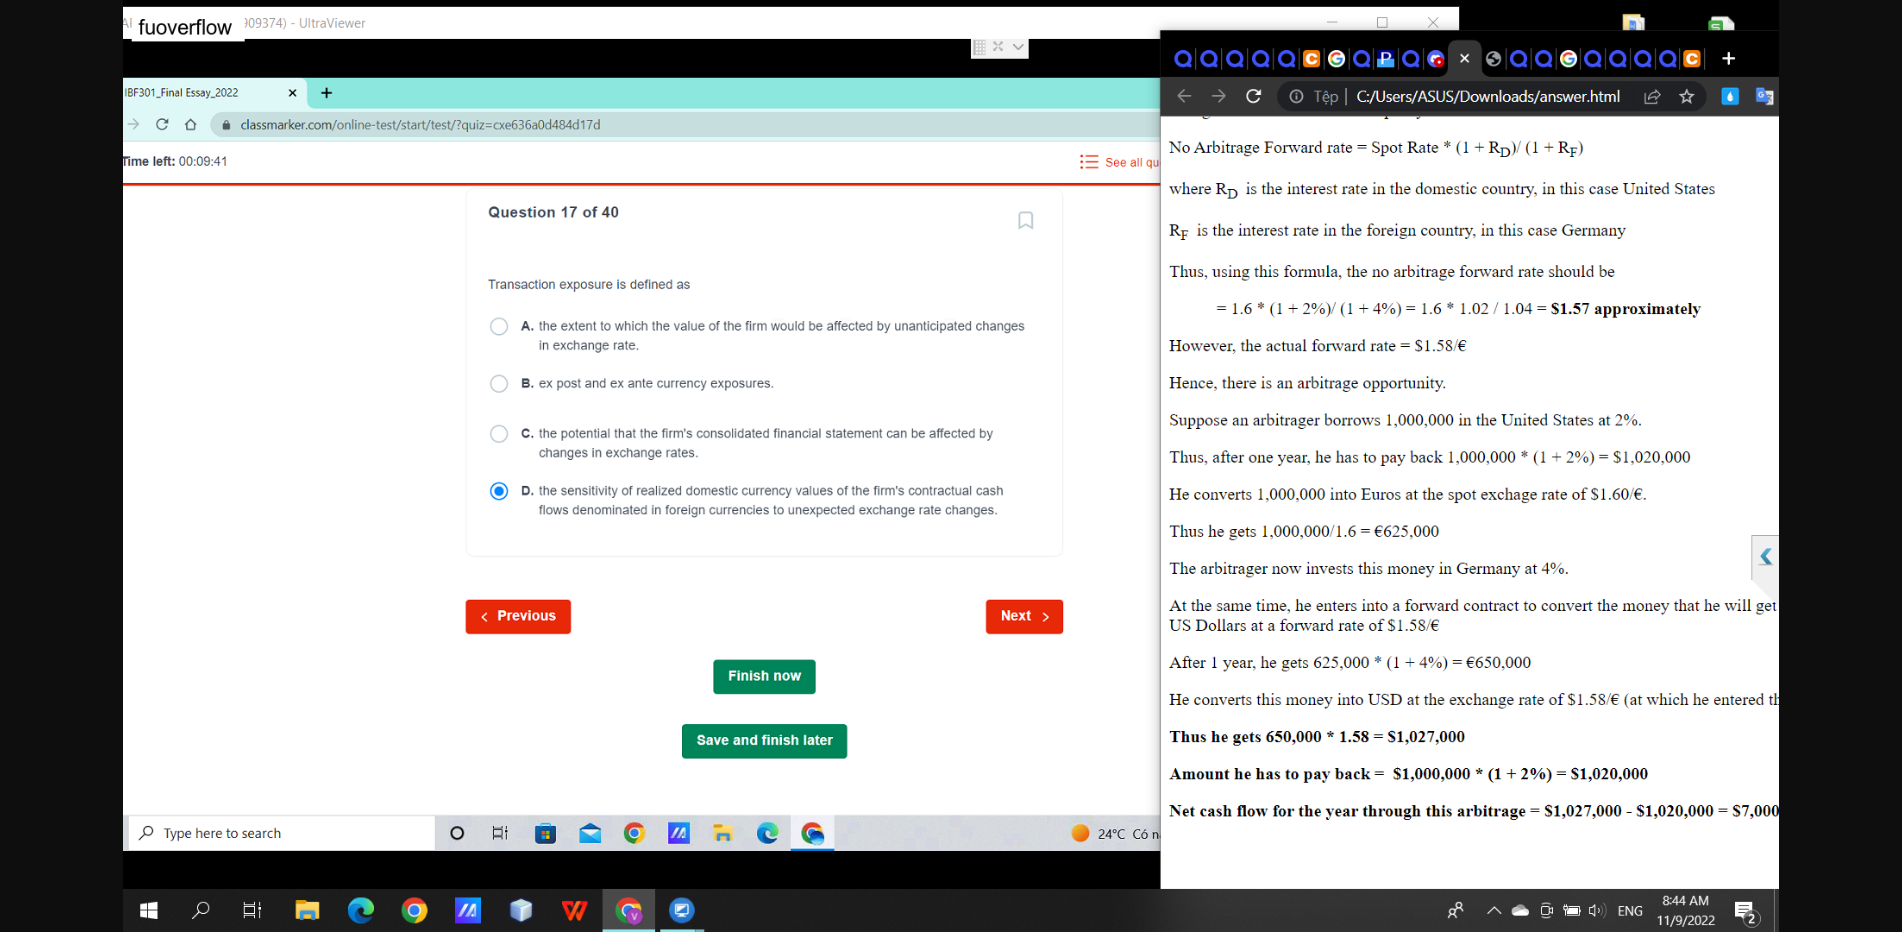 fuoverflow
909374) - UltraViewer
IBF301_Final Essay_2022
classmarker.com/online-test/start/test/?quiz=cxe636a0d484d17d
Time left: 00:09:41
See all qu
Question 17 of 40
Transaction exposure is defined as
A. the extent to which the value of the firm would be affected by unanticipated changes
in exchange rate.
B. ex post and ex ante currency exposures.
C. the potential that the firm's consolidated financial statement can be affected by
changes in exchange rates.
D. the sensitivity of realized domestic currency values of the firm's contractual cash
flows denominated in foreign currencies to unexpected exchange rate changes.
Previous
Next
Finish now
Save and finish later
Type here to search
24°C Có n
Tệp | C:/Users/ASUS/Downloads/answer.html
No Arbitrage Forward rate = Spot Rate * (1 + RD)/ (1 + RF)
where RD is the interest rate in the domestic country, in this case United States
RF is the interest rate in the foreign country, in this case Germany
Thus, using this formula, the no arbitrage forward rate should be
= 1.6 * (1 + 2%)/ (1 + 4%) = 1.6 * 1.02 / 1.04 = $1.57 approximately
However, the actual forward rate = $1.58/€
Hence, there is an arbitrage opportunity.
Suppose an arbitrager borrows 1,000,000 in the United States at 2%.
Thus, after one year, he has to pay back 1,000,000 * (1 + 2%) = $1,020,000
He converts 1,000,000 into Euros at the spot exchage rate of $1.60/€.
Thus he gets 1,000,000/1.6 = €625,000
The arbitrager now invests this money in Germany at 4%.
At the same time, he enters into a forward contract to convert the money that he will get
US Dollars at a forward rate of $1.58/€
After 1 year, he gets 625,000 * (1 + 4%) = €650,000
He converts this money into USD at the exchange rate of $1.58/€ (at which he entered th
Thus he gets 650,000 * 1.58 = $1,027,000
Amount he has to pay back = $1,000,000 * (1 + 2%) = $1,020,000
Net cash flow for the year through this arbitrage = $1,027,000 - $1,020,000 = $7,000
ENG
8:44 AM
11/9/2022
2